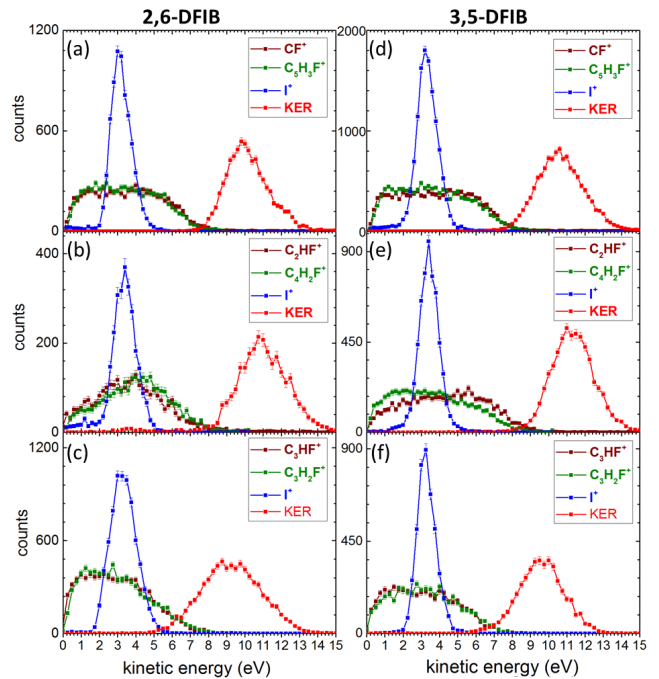 2,6-DFIB
3,5-DFIB
(a)
CF⁺
C₅H₃F⁺
I⁺
KER
counts
1200
600
0
(d)
CF⁺
C₅H₃F⁺
I⁺
KER
2000
1000
0
(b)
C₂HF⁺
C₄H₂F⁺
I⁺
KER
counts
400
200
0
(e)
C₂HF⁺
C₄H₂F⁺
I⁺
KER
900
450
0
(c)
C₃HF⁺
C₃H₂F⁺
I⁺
KER
counts
1200
600
0
(f)
C₃HF⁺
C₃H₂F⁺
I⁺
KER
900
450
0
0 1 2 3 4 5 6 7 8 9 10 11 12 13 14 15
0 1 2 3 4 5 6 7 8 9 10 11 12 13 14 15
kinetic energy (eV)
kinetic energy (eV)